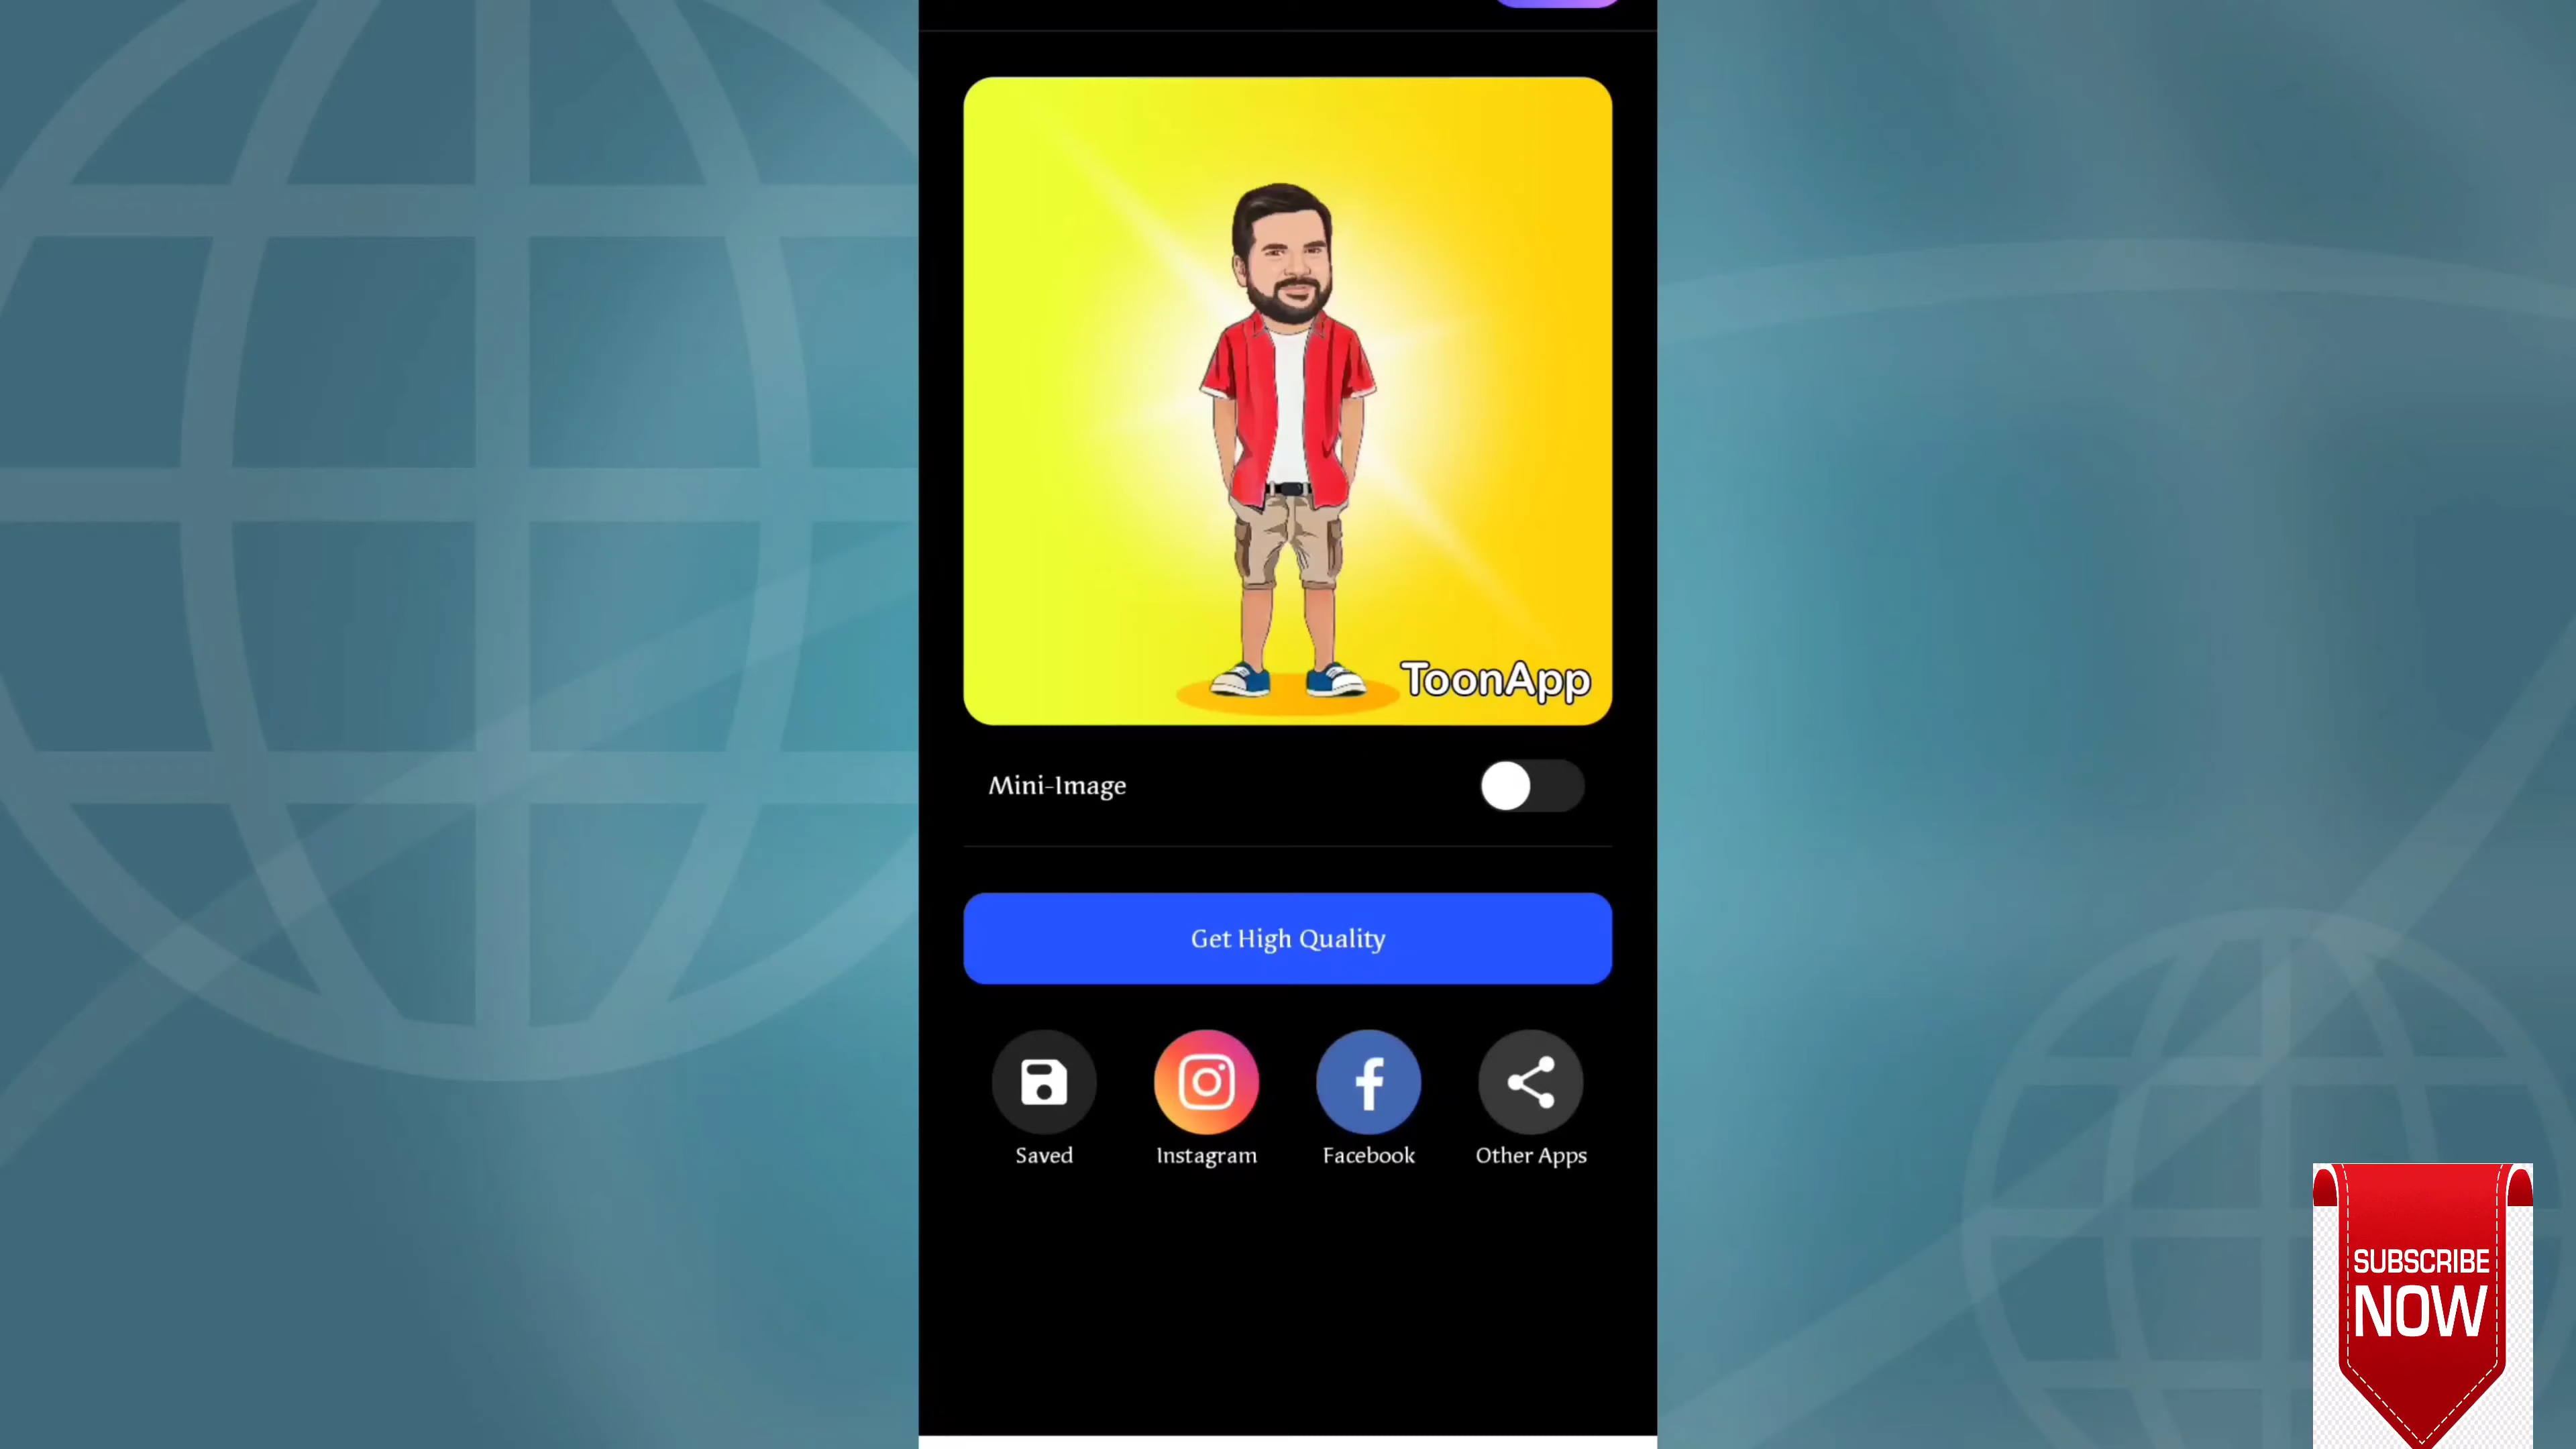 ToonApp
Mini-Image
Get High Quality
Saved
Instagram
Facebook
Other Apps
SUBSCRIBE
NOW